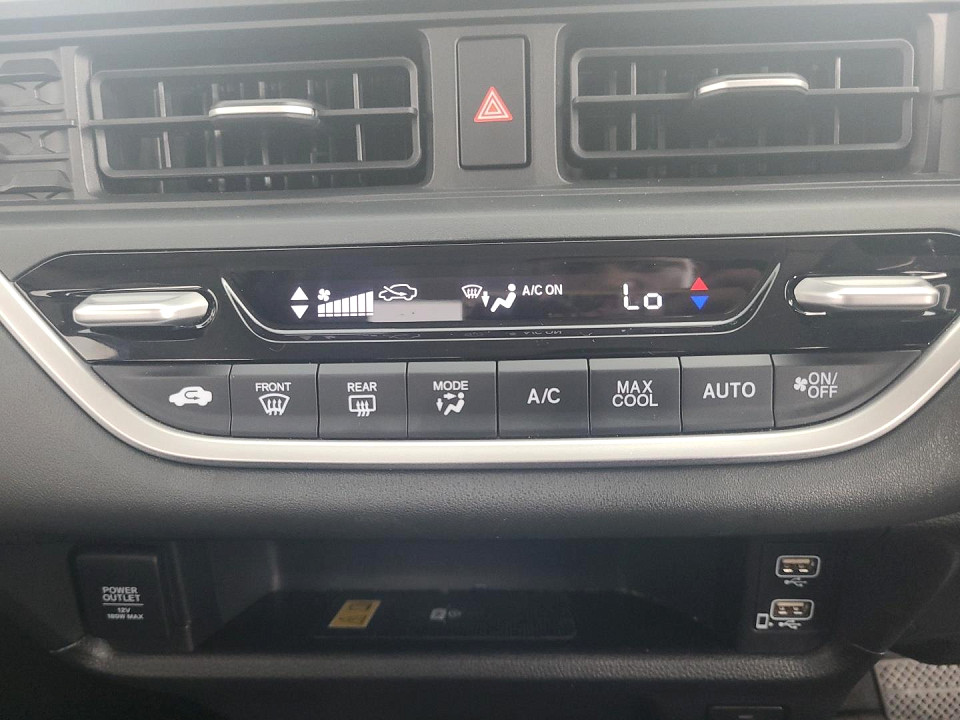 A/C ON
Lo
FRONT
REAR
MODE
A/C
MAX
COOL
AUTO
ON/
OFF
POWER
OUTLET
12V
180W MAX